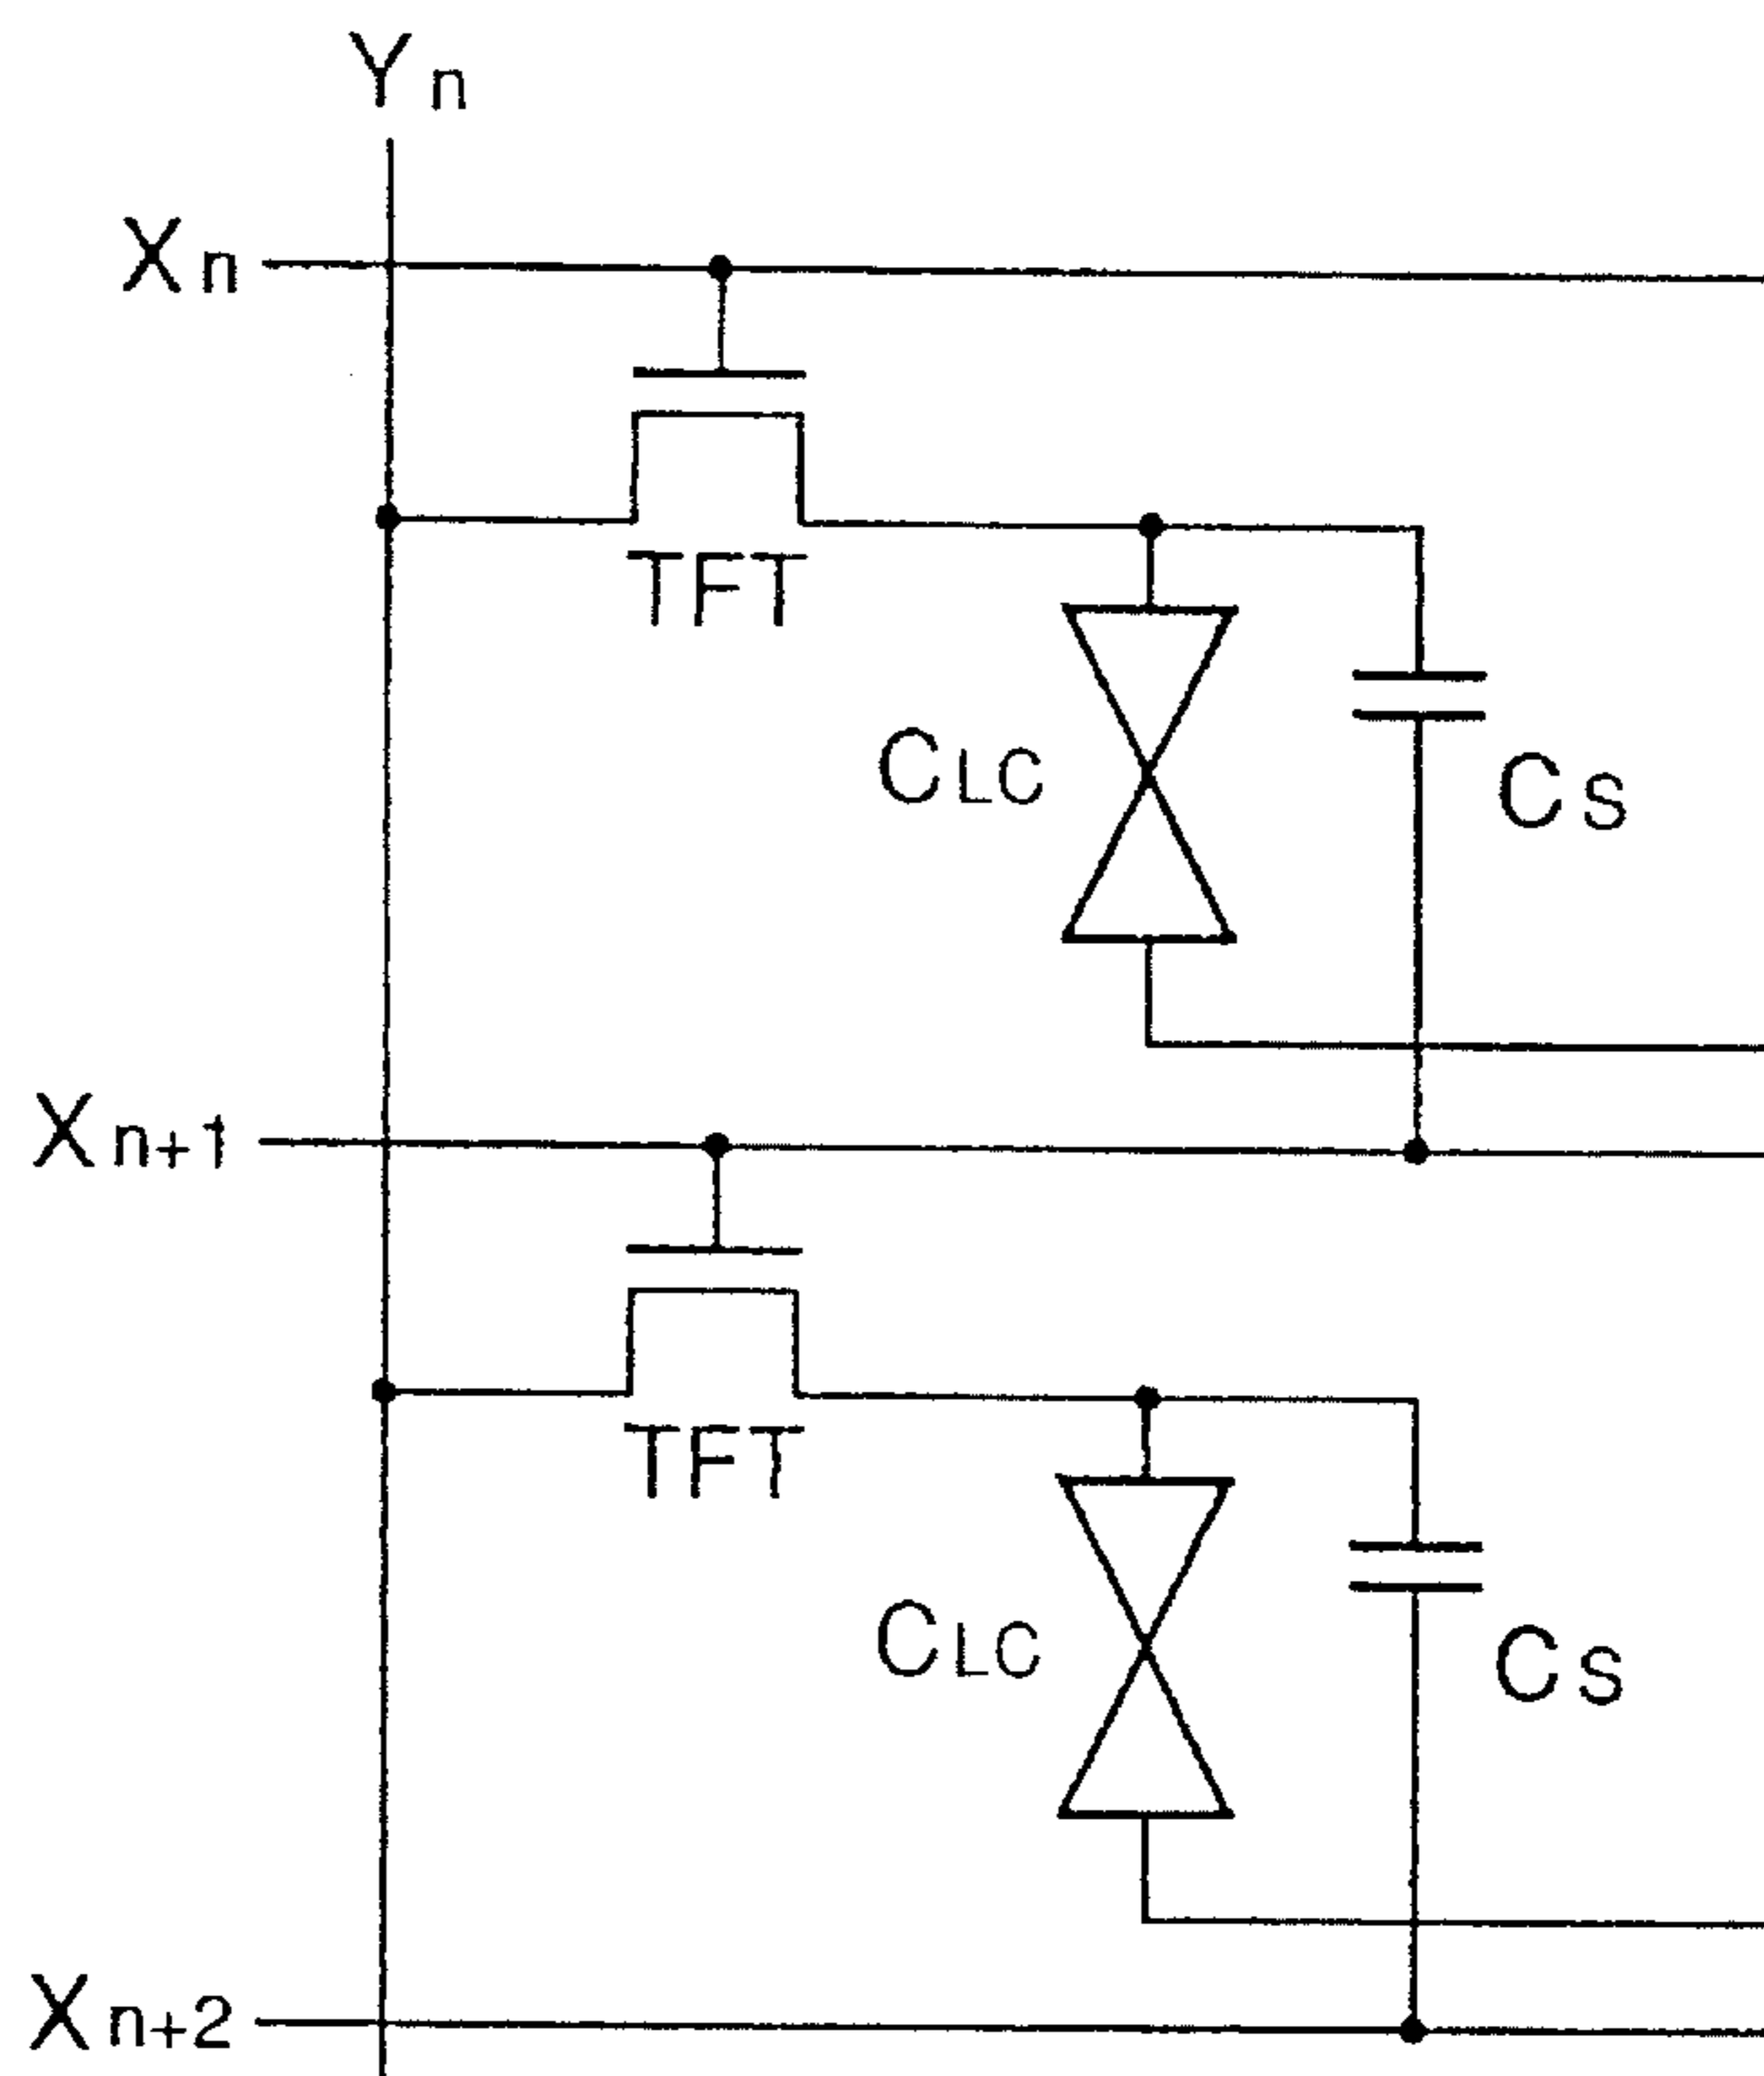 Yn
Xn
TFT
CLC
CS
Xn+1
TFT
CLC
CS
Xn+2